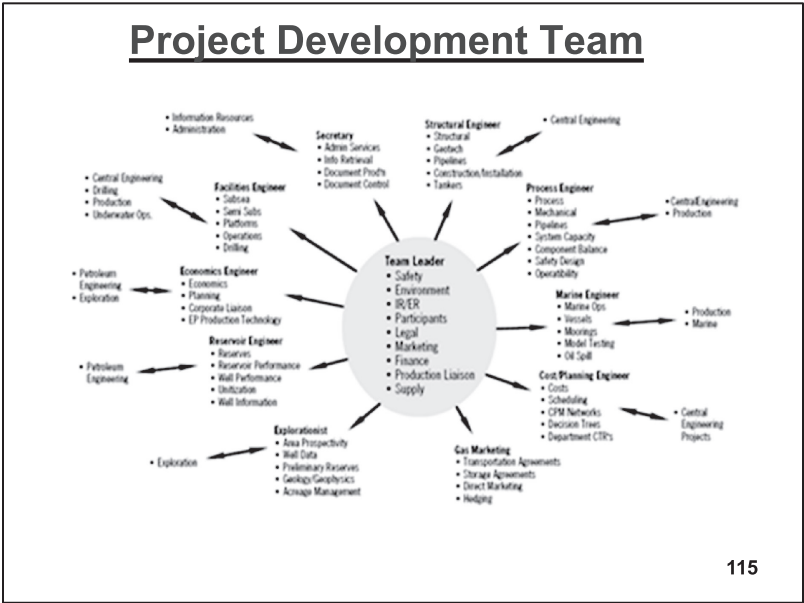 Project Development Team
• Information Resources
• Administration
Secretary
• Admin Services
• Info Retrieval
• Document Prod'n
• Document Control
Structural Engineer
• Structural
• Geotech
• Pipelines
• Construction/Installation
• Tankers
• Central Engineering
• Central Engineering
• Drilling
• Production
• Underwater Ops.
Facilities Engineer
• Subsea
• Semi Subs
• Platforms
• Operations
• Drilling
Process Engineer
• Process
• Mechanical
• Pipelines
• System Capacity
• Component Balance
• Safety Design
• Operability
• CentralEngineering
• Production
Team Leader
• Safety
• Environment
• IR/ER
• Participants
• Legal
• Marketing
• Finance
• Production Liaison
• Supply
• Petroleum
Engineering
• Exploration
Economics Engineer
• Economics
• Planning
• Corporate Liaison
• EP Production Technology
Marine Engineer
• Marine Ops
• Vessels
• Moorings
• Model Testing
• Oil Spill
• Production
• Marine
• Petroleum
Engineering
Reservoir Engineer
• Reserves
• Reservoir Performance
• Well Performance
• Unitization
• Well Information
Cost/Planning Engineer
• Costs
• Scheduling
• CPM Networks
• Decision Trees
• Department CTR's
• Central
Engineering
Projects
• Exploration
Explorationist
• Area Prospectivity
• Well Data
• Preliminary Reserves
• Geology/Geophysics
• Acreage Management
Gas Marketing
• Transportation Agreements
• Storage Agreements
• Direct Marketing
• Hedging
115